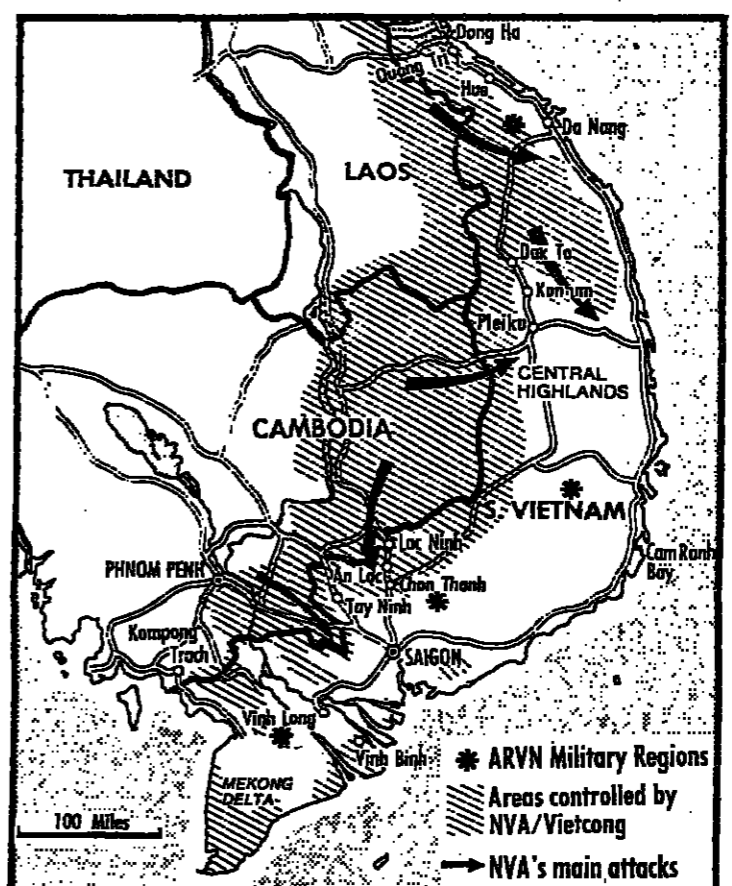 Dong Ha
Quang Tri
Hue
Da Nang
THAILAND
LAOS
Dak To
Kontum
Pleiku
CENTRAL
HIGHLANDS
CAMBODIA
S. VIETNAM
Loc Ninh
Cam Ranh
Bay
PHNOM PENH
An Loc
Chon Thanh
Tay Ninh
Kompong
Trach
SAIGON
Vinh Long
Vinh Binh
MEKONG
DELTA
100 Miles
ARVN Military Regions
Areas controlled by
NVA/Vietcong
NVA's main attacks